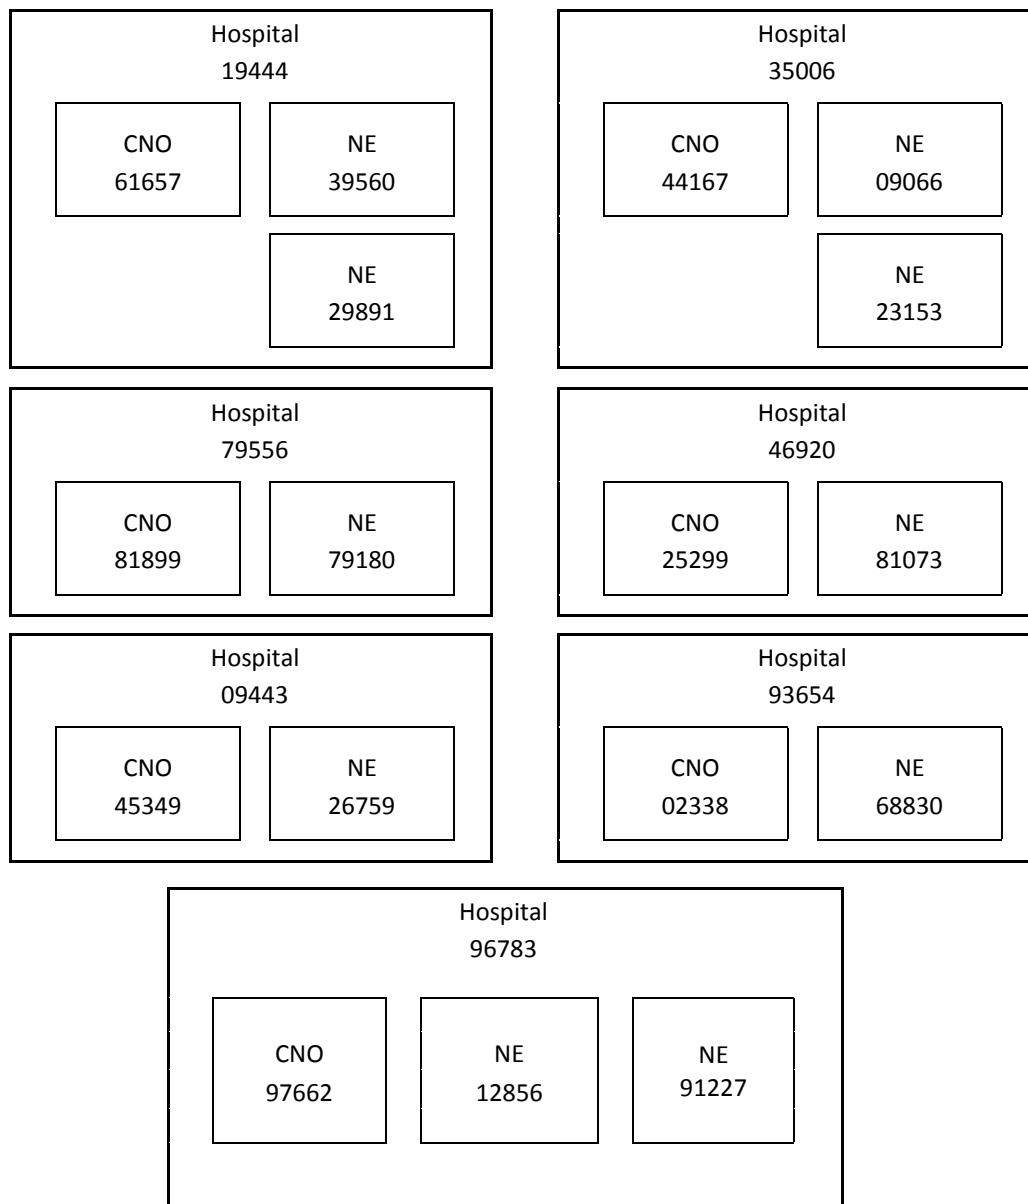 Hospital
19444
CNO
61657
NE
39560
NE
29891
Hospital
35006
CNO
44167
NE
09066
NE
23153
Hospital
79556
CNO
81899
NE
79180
Hospital
46920
CNO
25299
NE
81073
Hospital
09443
CNO
45349
NE
26759
Hospital
93654
CNO
02338
NE
68830
Hospital
96783
CNO
97662
NE
12856
NE
91227